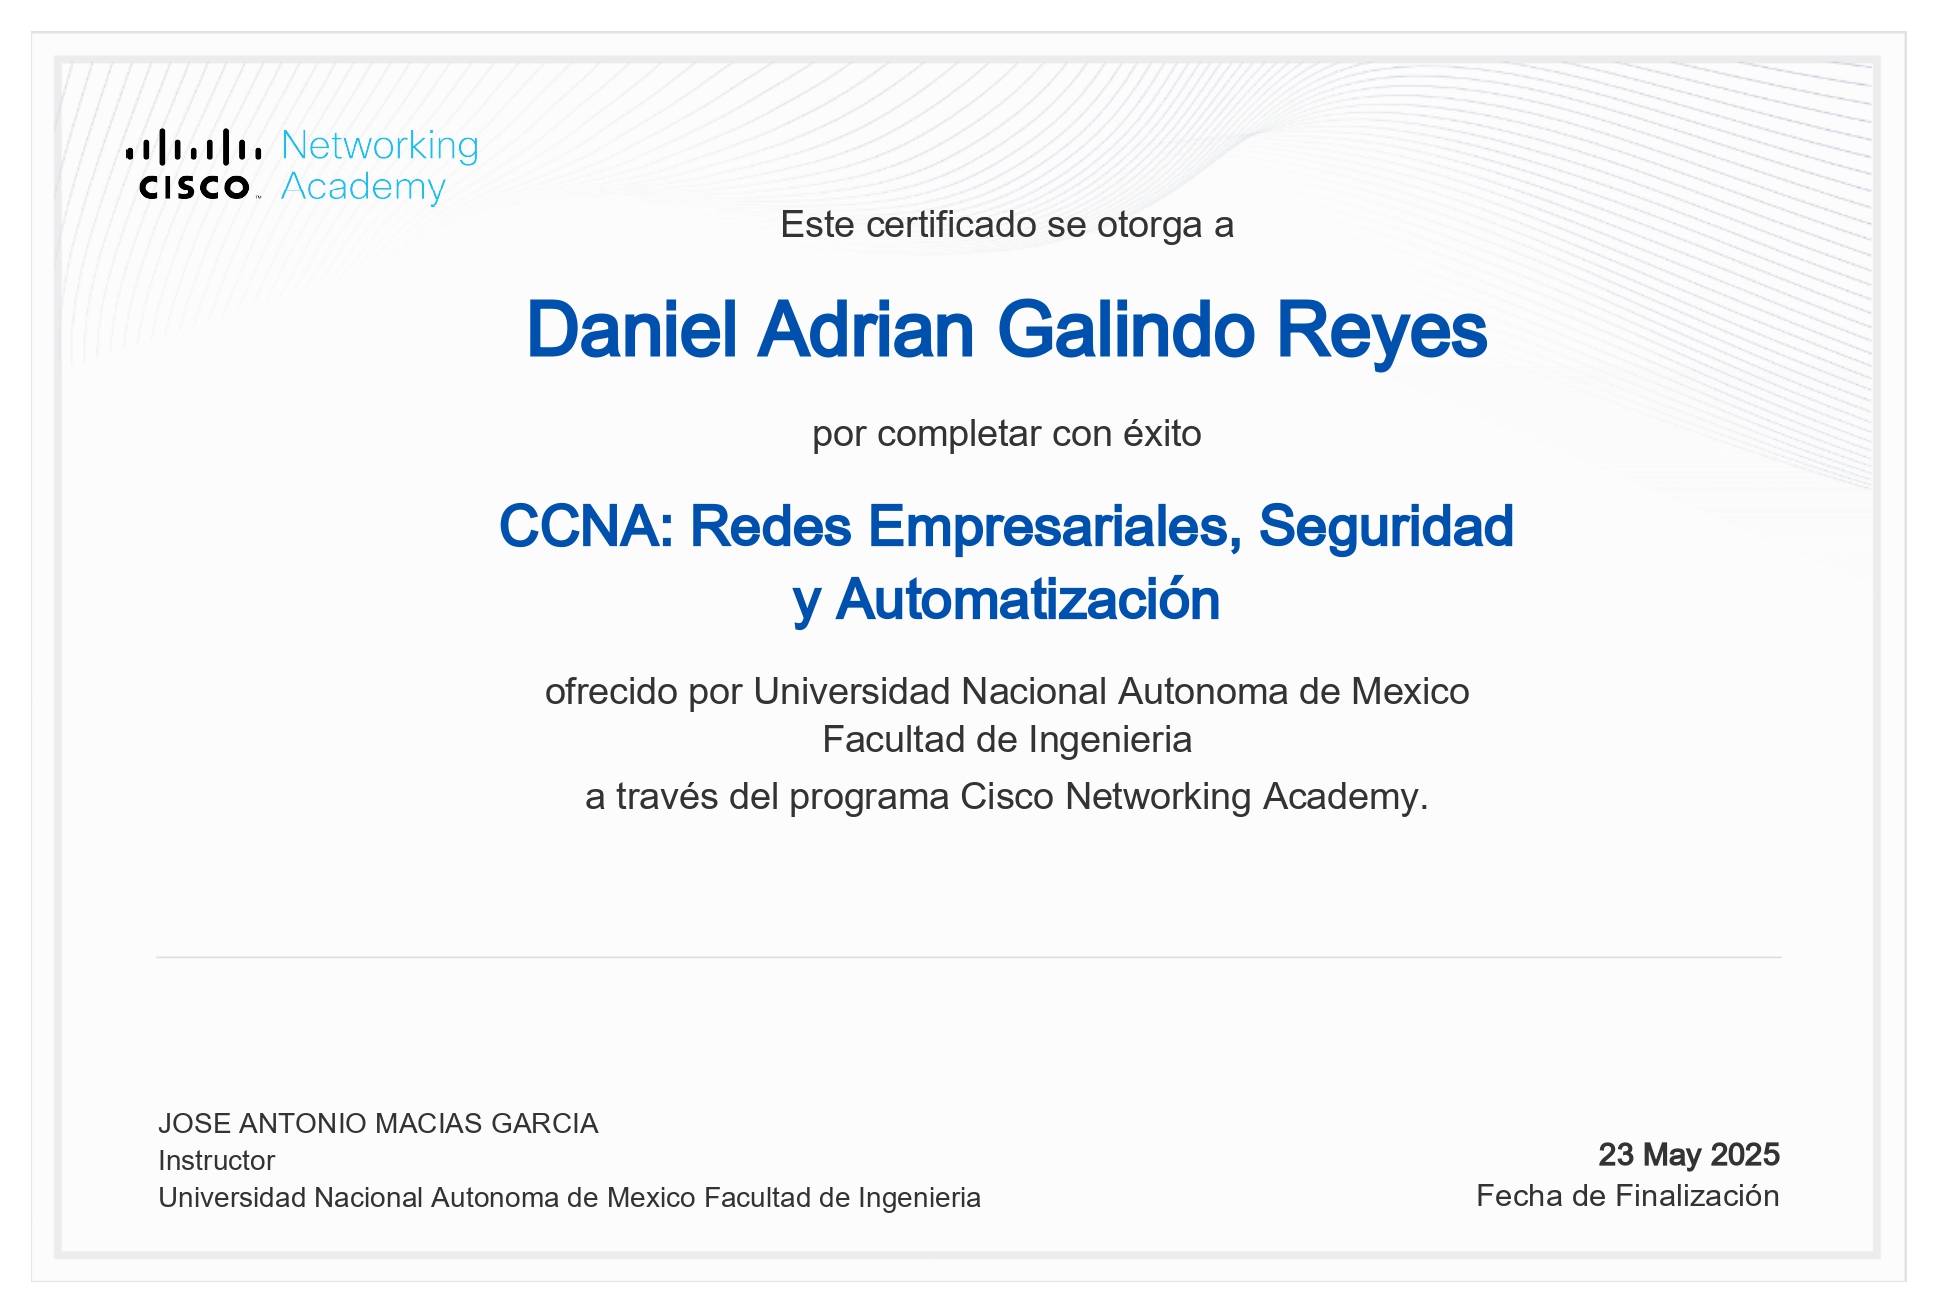 Networking
CISCO™ Academy
Este certificado se otorga a
Daniel Adrian Galindo Reyes
por completar con éxito
CCNA: Redes Empresariales, Seguridad
y Automatización
ofrecido por Universidad Nacional Autonoma de Mexico
Facultad de Ingenieria
a través del programa Cisco Networking Academy.
JOSE ANTONIO MACIAS GARCIA
Instructor
Universidad Nacional Autonoma de Mexico Facultad de Ingenieria
23 May 2025
Fecha de Finalización